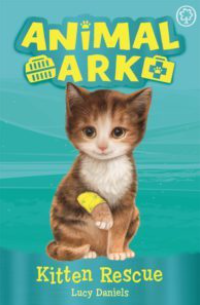 ANIMAL
ARK
Kitten Rescue
Lucy Daniels